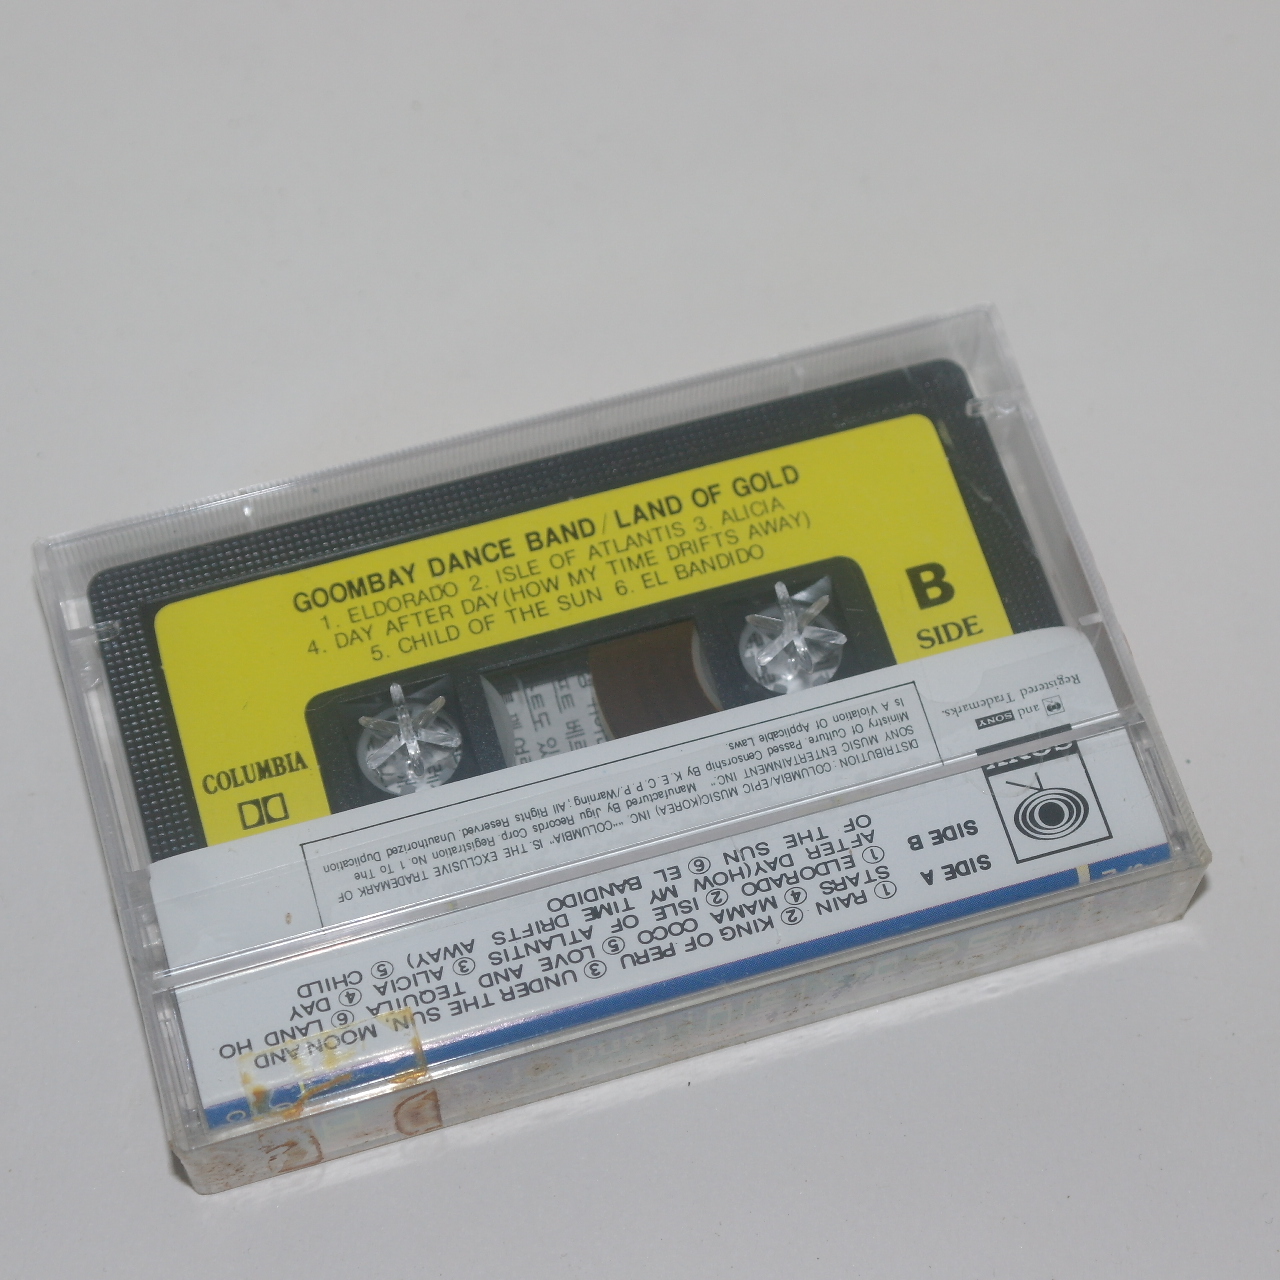 GOOMBAY DANCE BAND / LAND OF GOLD
1. ELDORADO 2. ISLE OF ATLANTIS 3. ALICIA
4. DAY AFTER DAY(HOW MY TIME DRIFTS AWAY)
5. CHILD OF THE SUN 6. EL BANDIDO
B
SIDE
COLUMBIA
SIDE A
① RAIN ② KING OF PERU ③ UNDER THE SUN, MOON AND
STARS ④ MAMA COCO ⑤ LOVE AND TEQUILA ⑥ LAND HO
SIDE B
① ELDORADO ② ISLE OF ATLANTIS ③ ALICIA ④ DAY
AFTER DAY(HOW MY TIME DRIFTS AWAY) ⑤ CHILD
OF THE SUN ⑥ EL BANDIDO
DISTRIBUTION : COLUMBIA/EPIC MUSIC(KOREA) INC. "COLUMBIA" IS THE EXCLUSIVE TRADEMARK OF
SONY MUSIC ENTERTAINMENT INC. Manufactured By Jigu Records Corp. Registration No. 1 To The
Ministry Of Culture. Passed Censorship By K.E.C.P.P./Warning; All Rights Reserved. Unauthorized Duplication
Is A Violation Of Applicable Laws.
and SONY
Registered Trademarks.